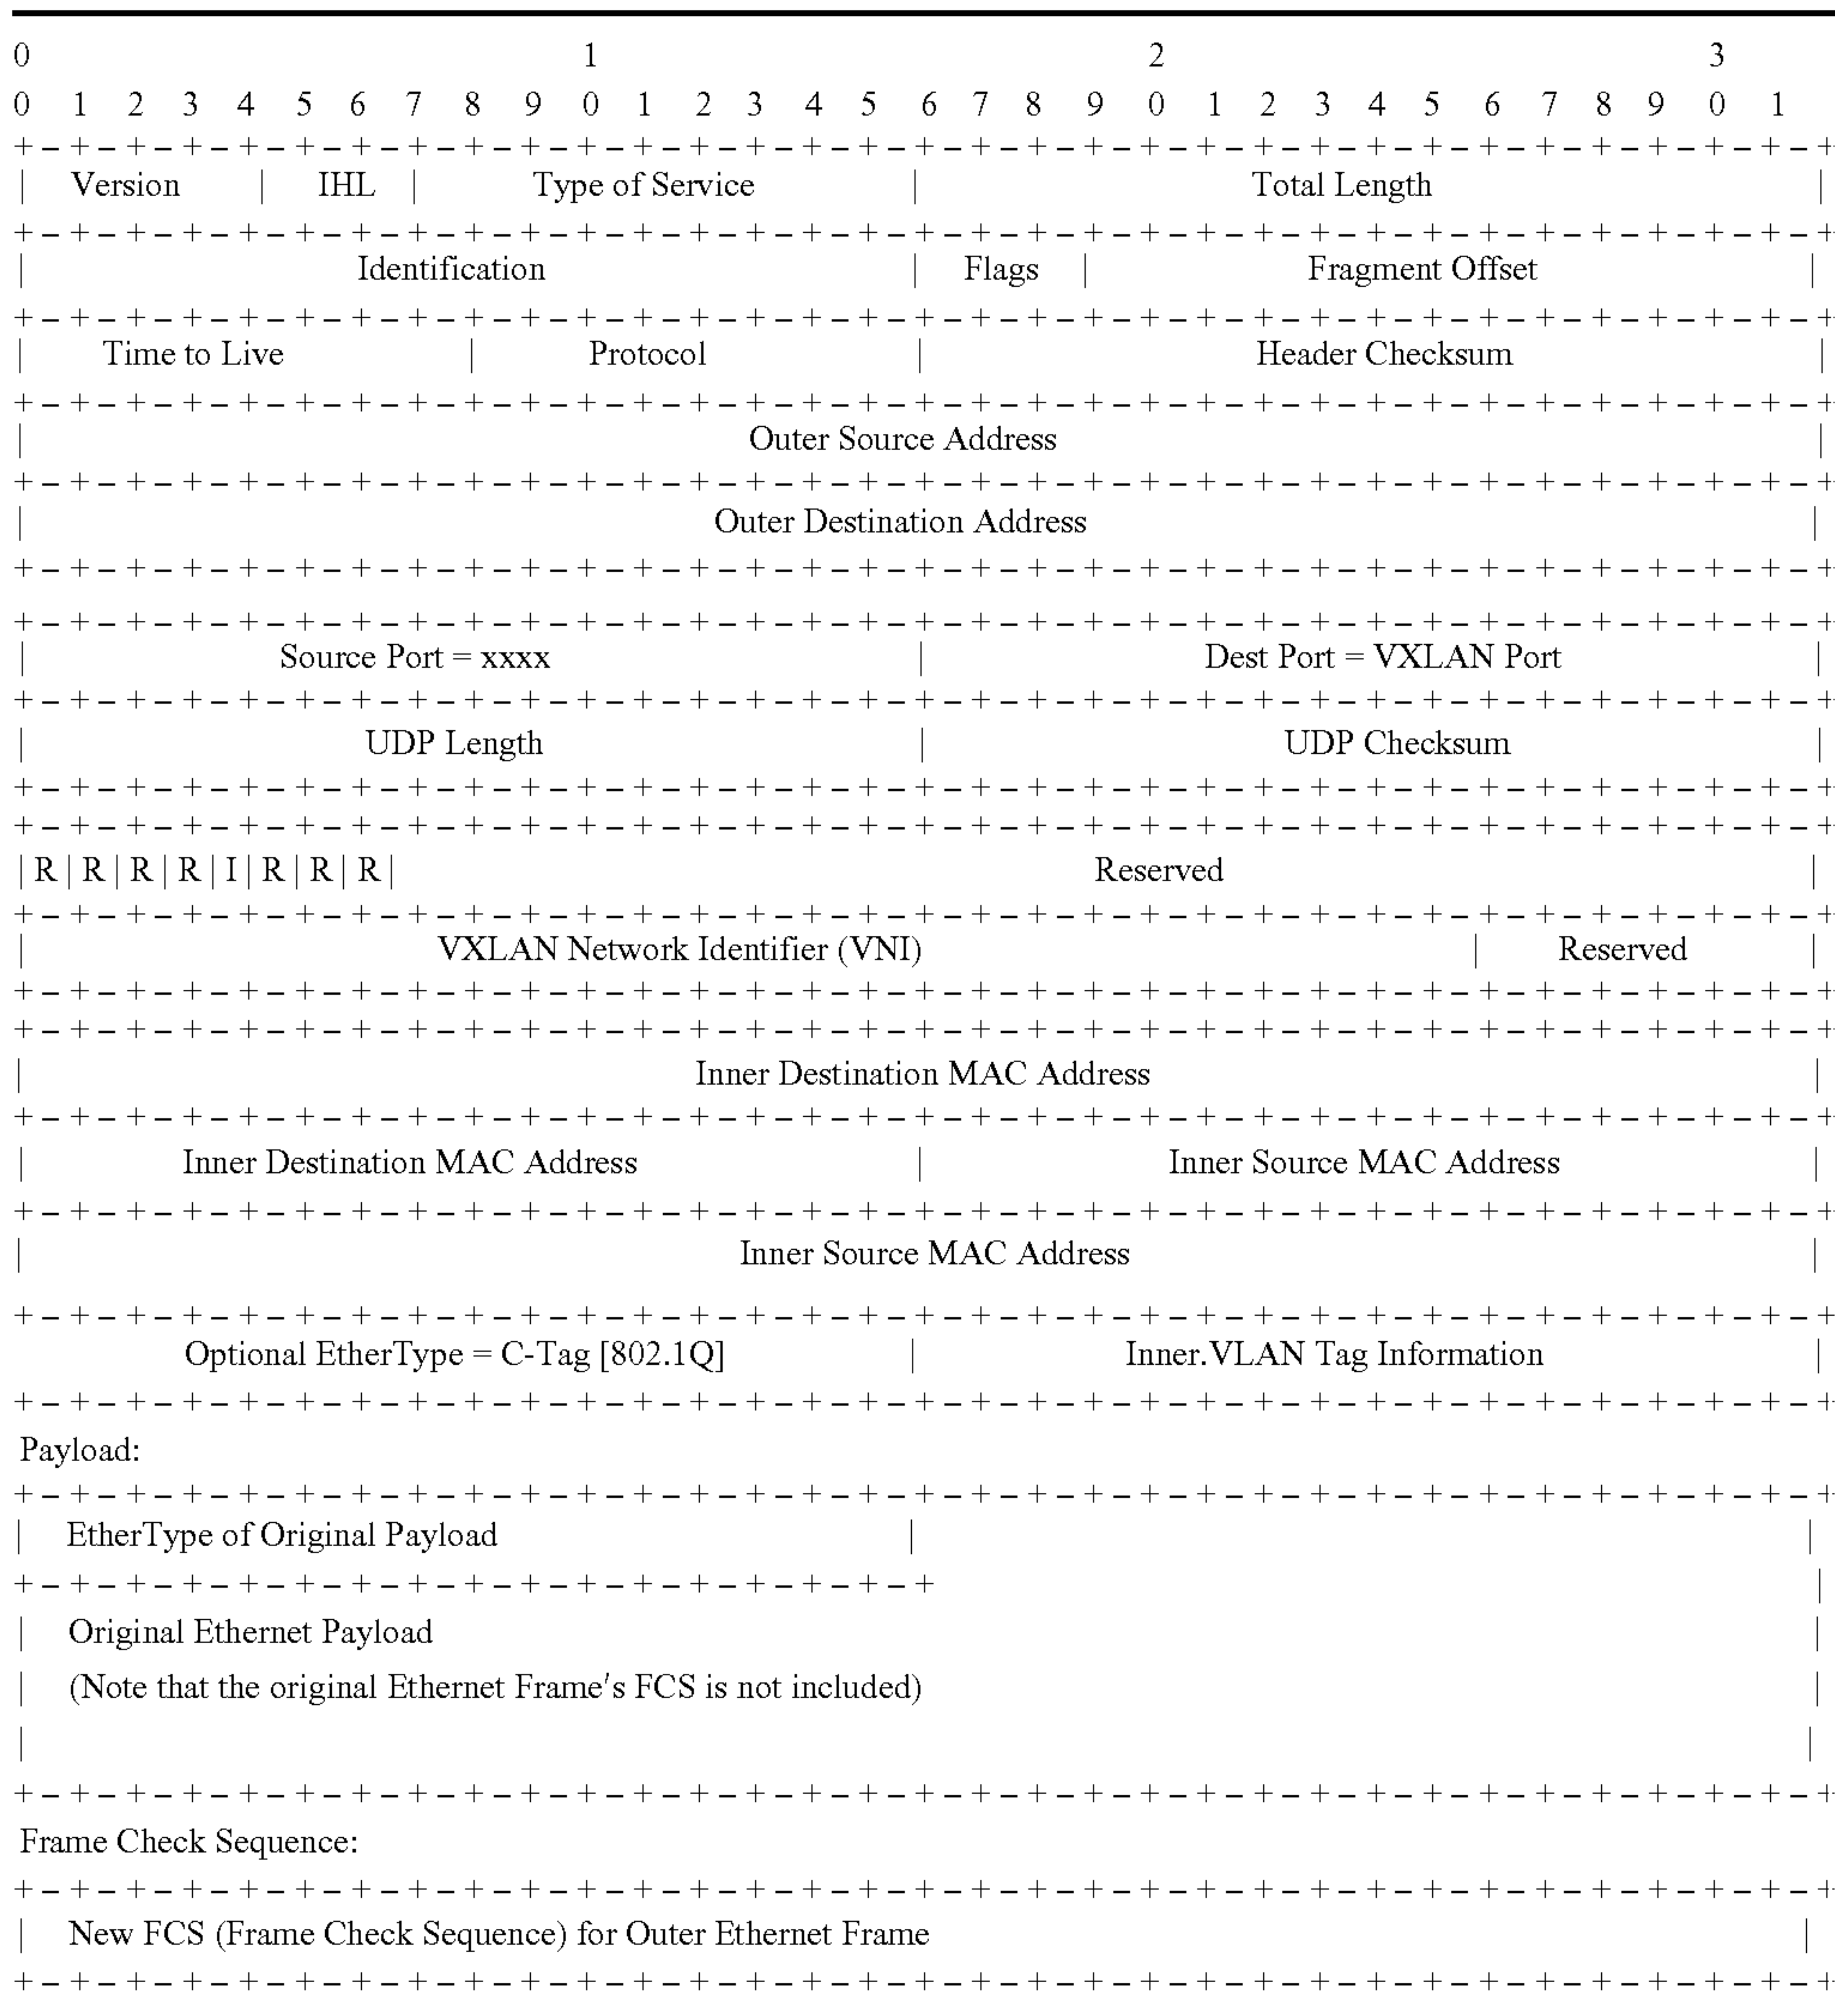 0 1 2 3
0 1 2 3 4 5 6 7 8 9 0 1 2 3 4 5 6 7 8 9 0 1 2 3 4 5 6 7 8 9 0 1
+-+-+-+-+-+-+-+-+-+-+-+-+-+-+-+-+-+-+-+-+-+-+-+-+-+-+-+-+-+-+-+-+
| Version | IHL | Type of Service | Total Length |
+-+-+-+-+-+-+-+-+-+-+-+-+-+-+-+-+-+-+-+-+-+-+-+-+-+-+-+-+-+-+-+-+
| Identification | Flags | Fragment Offset |
+-+-+-+-+-+-+-+-+-+-+-+-+-+-+-+-+-+-+-+-+-+-+-+-+-+-+-+-+-+-+-+-+
| Time to Live | Protocol | Header Checksum |
+-+-+-+-+-+-+-+-+-+-+-+-+-+-+-+-+-+-+-+-+-+-+-+-+-+-+-+-+-+-+-+-+
| Outer Source Address |
+-+-+-+-+-+-+-+-+-+-+-+-+-+-+-+-+-+-+-+-+-+-+-+-+-+-+-+-+-+-+-+-+
| Outer Destination Address |
+-+-+-+-+-+-+-+-+-+-+-+-+-+-+-+-+-+-+-+-+-+-+-+-+-+-+-+-+-+-+-+-+
+-+-+-+-+-+-+-+-+-+-+-+-+-+-+-+-+-+-+-+-+-+-+-+-+-+-+-+-+-+-+-+-+
| Source Port = xxxx | Dest Port = VXLAN Port |
+-+-+-+-+-+-+-+-+-+-+-+-+-+-+-+-+-+-+-+-+-+-+-+-+-+-+-+-+-+-+-+-+
| UDP Length | UDP Checksum |
+-+-+-+-+-+-+-+-+-+-+-+-+-+-+-+-+-+-+-+-+-+-+-+-+-+-+-+-+-+-+-+-+
+-+-+-+-+-+-+-+-+-+-+-+-+-+-+-+-+-+-+-+-+-+-+-+-+-+-+-+-+-+-+-+-+
|R|R|R|R|I|R|R|R| Reserved |
+-+-+-+-+-+-+-+-+-+-+-+-+-+-+-+-+-+-+-+-+-+-+-+-+-+-+-+-+-+-+-+-+
| VXLAN Network Identifier (VNI) | Reserved |
+-+-+-+-+-+-+-+-+-+-+-+-+-+-+-+-+-+-+-+-+-+-+-+-+-+-+-+-+-+-+-+-+
+-+-+-+-+-+-+-+-+-+-+-+-+-+-+-+-+-+-+-+-+-+-+-+-+-+-+-+-+-+-+-+-+
| Inner Destination MAC Address |
+-+-+-+-+-+-+-+-+-+-+-+-+-+-+-+-+-+-+-+-+-+-+-+-+-+-+-+-+-+-+-+-+
| Inner Destination MAC Address | Inner Source MAC Address |
+-+-+-+-+-+-+-+-+-+-+-+-+-+-+-+-+-+-+-+-+-+-+-+-+-+-+-+-+-+-+-+-+
| Inner Source MAC Address |
+-+-+-+-+-+-+-+-+-+-+-+-+-+-+-+-+-+-+-+-+-+-+-+-+-+-+-+-+-+-+-+-+
Optional EtherType = C-Tag [802.1Q] | Inner.VLAN Tag Information |
+-+-+-+-+-+-+-+-+-+-+-+-+-+-+-+-+-+-+-+-+-+-+-+-+-+-+-+-+-+-+-+-+
Payload:
+-+-+-+-+-+-+-+-+-+-+-+-+-+-+-+-+-+-+-+-+-+-+-+-+-+-+-+-+-+-+-+-+
| EtherType of Original Payload | |
+-+-+-+-+-+-+-+-+-+-+-+-+-+-+-+-+ |
| Original Ethernet Payload |
| (Note that the original Ethernet Frame's FCS is not included) |
| |
+-+-+-+-+-+-+-+-+-+-+-+-+-+-+-+-+-+-+-+-+-+-+-+-+-+-+-+-+-+-+-+-+
Frame Check Sequence:
+-+-+-+-+-+-+-+-+-+-+-+-+-+-+-+-+-+-+-+-+-+-+-+-+-+-+-+-+-+-+-+-+
| New FCS (Frame Check Sequence) for Outer Ethernet Frame |
+-+-+-+-+-+-+-+-+-+-+-+-+-+-+-+-+-+-+-+-+-+-+-+-+-+-+-+-+-+-+-+-+